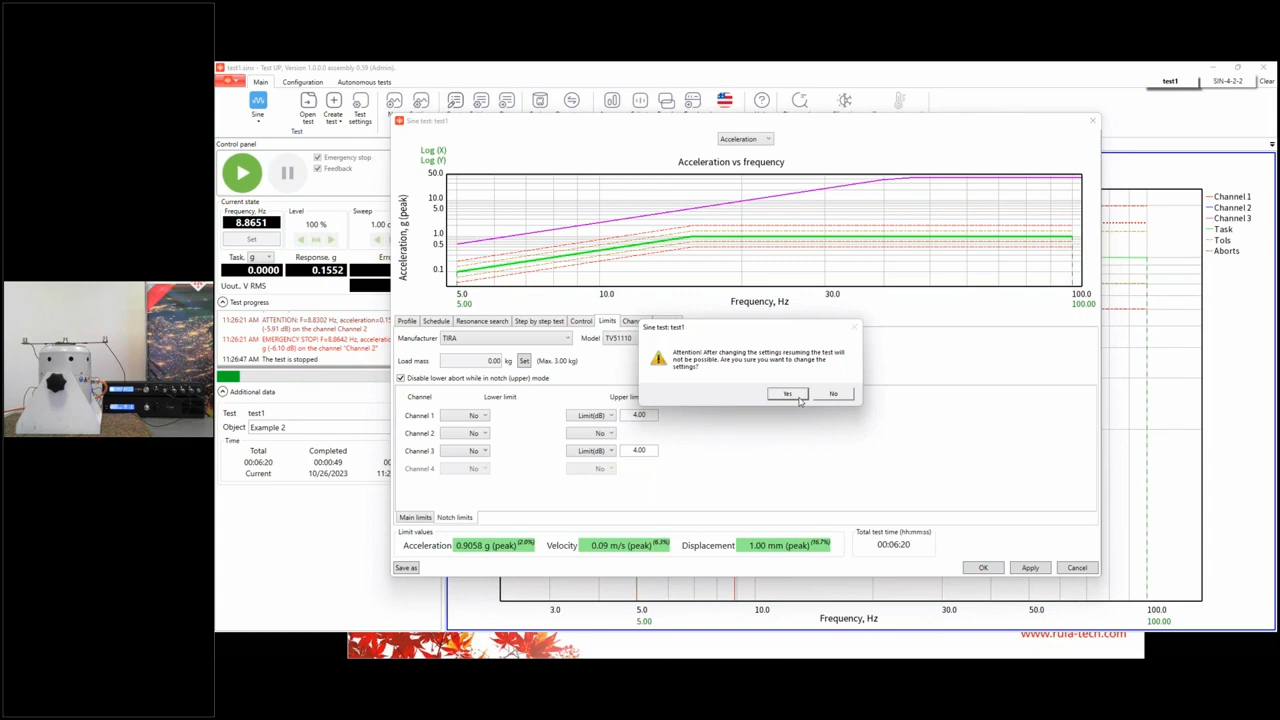 test1.sinx - Test UP, Version 1.0.0.0 assembly 0.59 (Admin).
Main
Configuration
Autonomous tests
test1
SIN-4-2-2
Clear
Sine
Open
test
Create
test
Test
settings
Test
Control panel
Emergency stop
Feedback
Current state
Frequency, Hz
Level
Sweep
8.8651
100 %
1.00 c
Set
Task,
g
Response, g
0.0000
0.1552
Uout., V RMS
Test progress
11:26:21 ATTENTION: F=8.8302 Hz, acceleration=0.15
(-5.91 dB) on the channel Channel 2
11:26:21 EMERGENCY STOP! F=8.8642 Hz, acceleration
g (-6.10 dB) on the channel "Channel 2"
11:26:47 AM The test is stopped
Additional data
Test
test1
Object
Example 2
Time
Total
Completed
00:06:20
00:00:49
Current
10/26/2023
Sine test: test1
Acceleration
Log (X)
Log (Y)
Acceleration vs frequency
Acceleration, g (peak)
50.0
10.0
5.0
1.0
0.5
0.1
5.0
10.0
30.0
100.0
5.00
Frequency, Hz
100.00
Profile
Schedule
Resonance search
Step by step test
Control
Limits
Manufacturer
TIRA
Model
TV51110
Load mass
0.00
kg
Set
(Max. 3.00 kg)
Disable lower abort while in notch (upper) mode
Channel
Lower limit
Channel 1
No
Limit(dB)
4.00
Channel 2
No
No
Channel 3
No
Limit(dB)
4.00
Channel 4
No
No
Main limits
Notch limits
Limit values
Acceleration
0.9058 g (peak)
(2.0%)
Velocity
0.09 m/s (peak)
(6.3%)
Displacement
1.00 mm (peak)
(16.7%)
Total test time (hh:mm:ss)
00:06:20
Save as
OK
Apply
Cancel
Sine test: test1
Attention! After changing the settings resuming the test will
not be possible. Are you sure you want to change the
settings?
Yes
No
Channel 1
Channel 2
Channel 3
Task
Tols
Aborts
3.0
5.0
10.0
30.0
50.0
100.0
5.00
Frequency, Hz
100.00
www.rula-tech.com